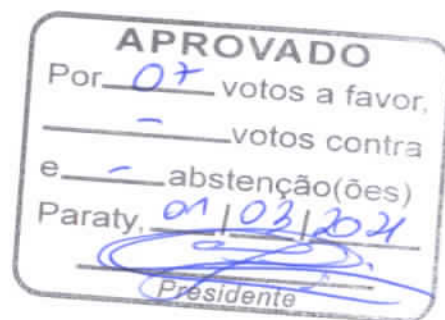 APROVADO
Por 07 votos a favor,
- votos contra
e - abstenção(ões)
Paraty, 01/03/2021
Presidente